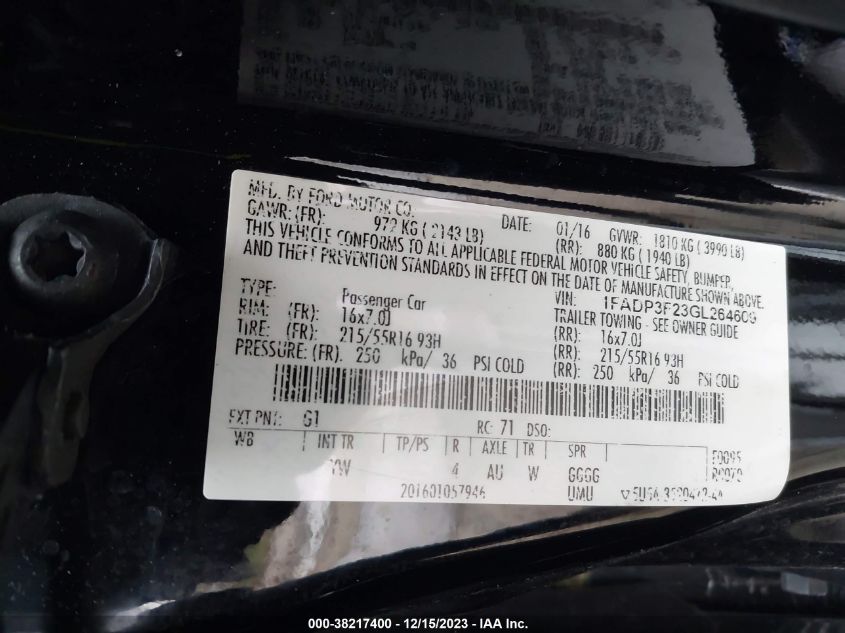 MFD. BY FORD MOTOR CO. DATE: 01/16 GVWR: 1810 KG ( 3990 LB)
GAWR: (FR): 972 KG ( 2143 LB) (RR): 880 KG ( 1940 LB)
THIS VEHICLE CONFORMS TO ALL APPLICABLE FEDERAL MOTOR VEHICLE SAFETY, BUMPER,
AND THEFT PREVENTION STANDARDS IN EFFECT ON THE DATE OF MANUFACTURE SHOWN ABOVE.
VIN: 1FADP3F23GL264609
TYPE: Passenger Car TRAILER TOWING - SEE OWNER GUIDE
RIM: (FR): 16x7.0J (RR): 16x7.0J
TIRE: (FR): 215/55R16 93H (RR): 215/55R16 93H
PRESSURE: (FR). 250 kPa/ 36 PSI COLD (RR): 250 kPa/ 36 PSI COLD
EXT PNT: G1 RC: 71 DSO:
WB INT TR TP/PS R AXLE TR SPR
YW 4 AU W GGGG
201601057946 UMU
000-38217400 - 12/15/2023 - IAA Inc.